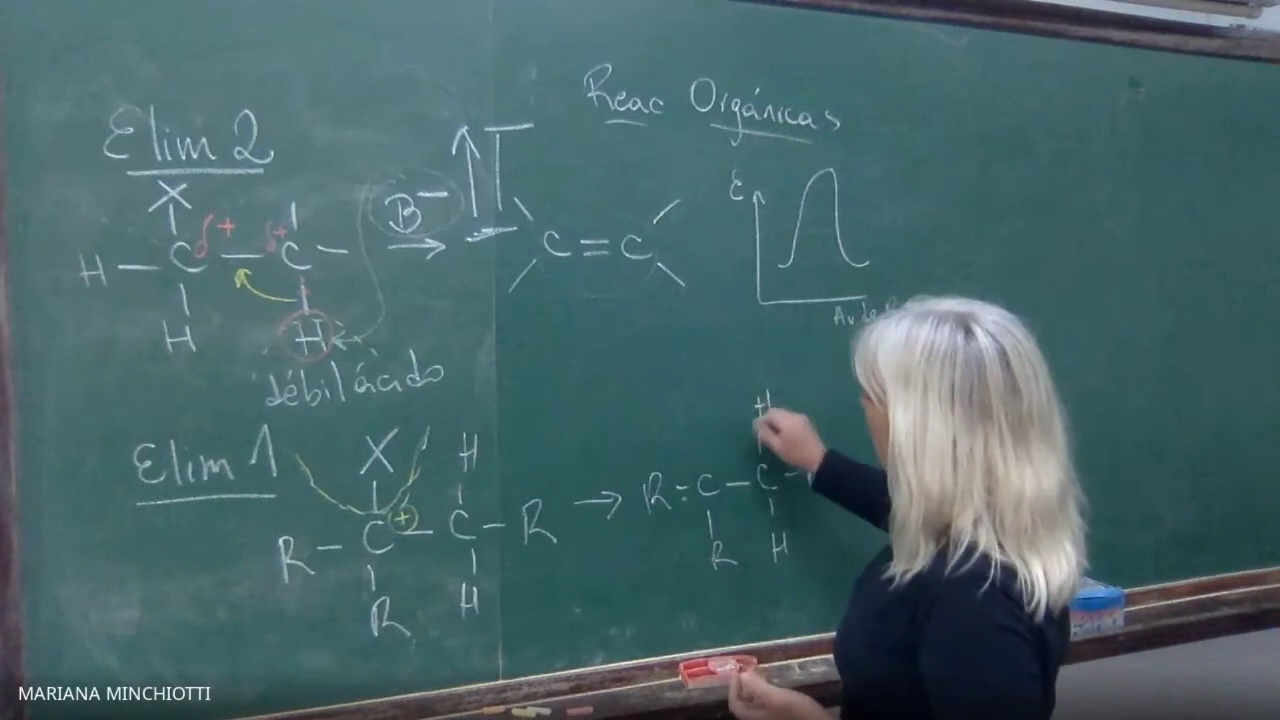 Reac Orgánicas
Elim 2
X
C δ+ — δ+ C —
H —
B⁻
→
C = C
E
H
H
débil ácido
Elim 1
X
H
R — C ⊕ — C — R
→
R
H
R - C - C -
R
H
H
MARIANA MINCHIOTTI